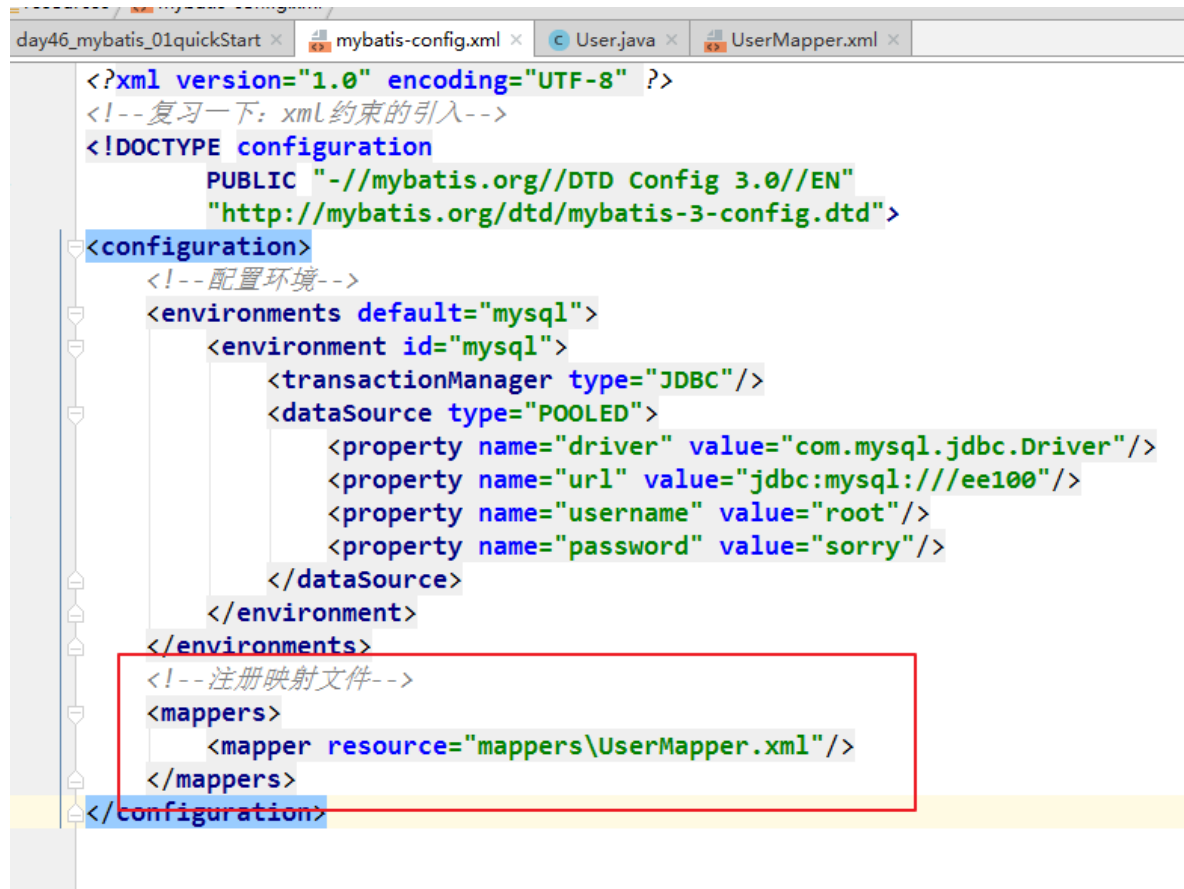 day46_mybatis_01quickStart × mybatis-config.xml × User.java × UserMapper.xml ×
<?xml version="1.0" encoding="UTF-8" ?>
<!--复习一下：xml约束的引入-->
<!DOCTYPE configuration
PUBLIC "-//mybatis.org//DTD Config 3.0//EN"
"http://mybatis.org/dtd/mybatis-3-config.dtd">
<configuration>
<!--配置环境-->
<environments default="mysql">
<environment id="mysql">
<transactionManager type="JDBC"/>
<dataSource type="POOLED">
<property name="driver" value="com.mysql.jdbc.Driver"/>
<property name="url" value="jdbc:mysql:///ee100"/>
<property name="username" value="root"/>
<property name="password" value="sorry"/>
</dataSource>
</environment>
</environments>
<!--注册映射文件-->
<mappers>
<mapper resource="mappers\UserMapper.xml"/>
</mappers>
</configuration>